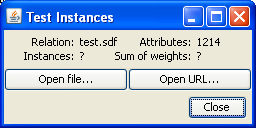 Test Instances
Relation: test.sdf Attributes: 1214
Instances: ? Sum of weights: ?
Open file... Open URL...
Close